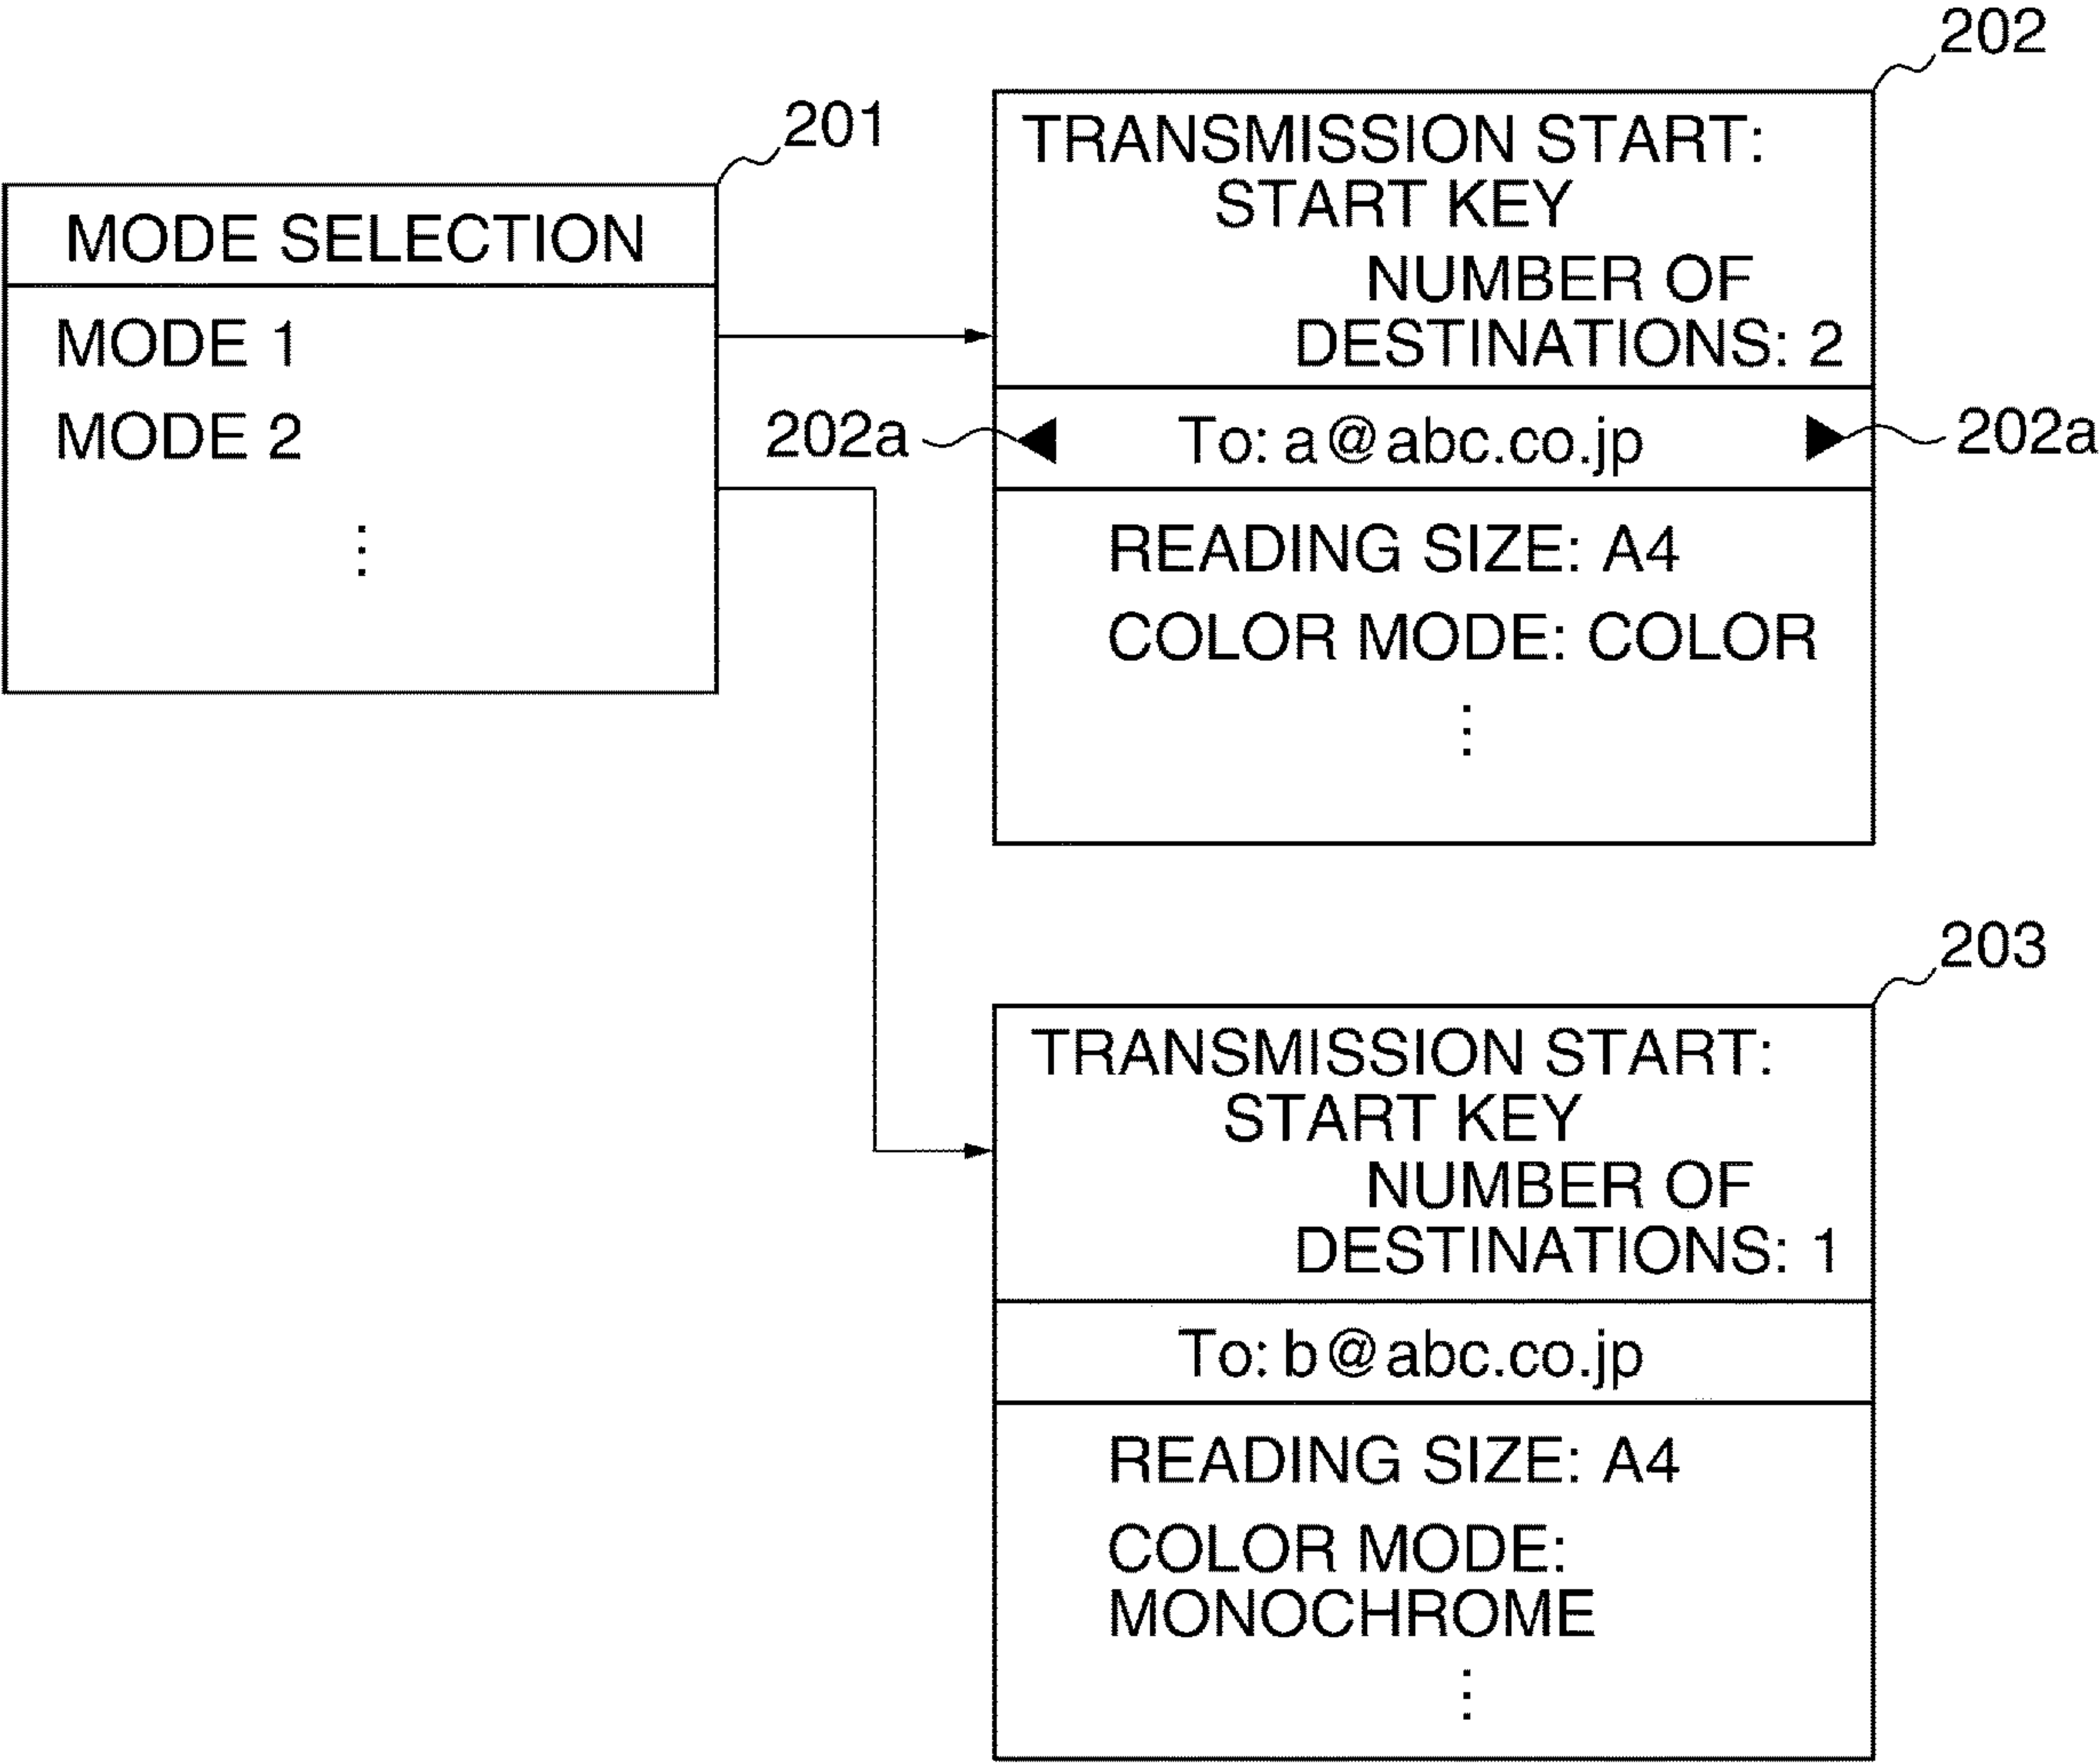 201
MODE SELECTION
MODE 1
MODE 2
202
TRANSMISSION START:
START KEY
NUMBER OF
DESTINATIONS: 2
202a
To: a@abc.co.jp
202a
READING SIZE: A4
COLOR MODE: COLOR
203
TRANSMISSION START:
START KEY
NUMBER OF
DESTINATIONS: 1
To: b@abc.co.jp
READING SIZE: A4
COLOR MODE:
MONOCHROME